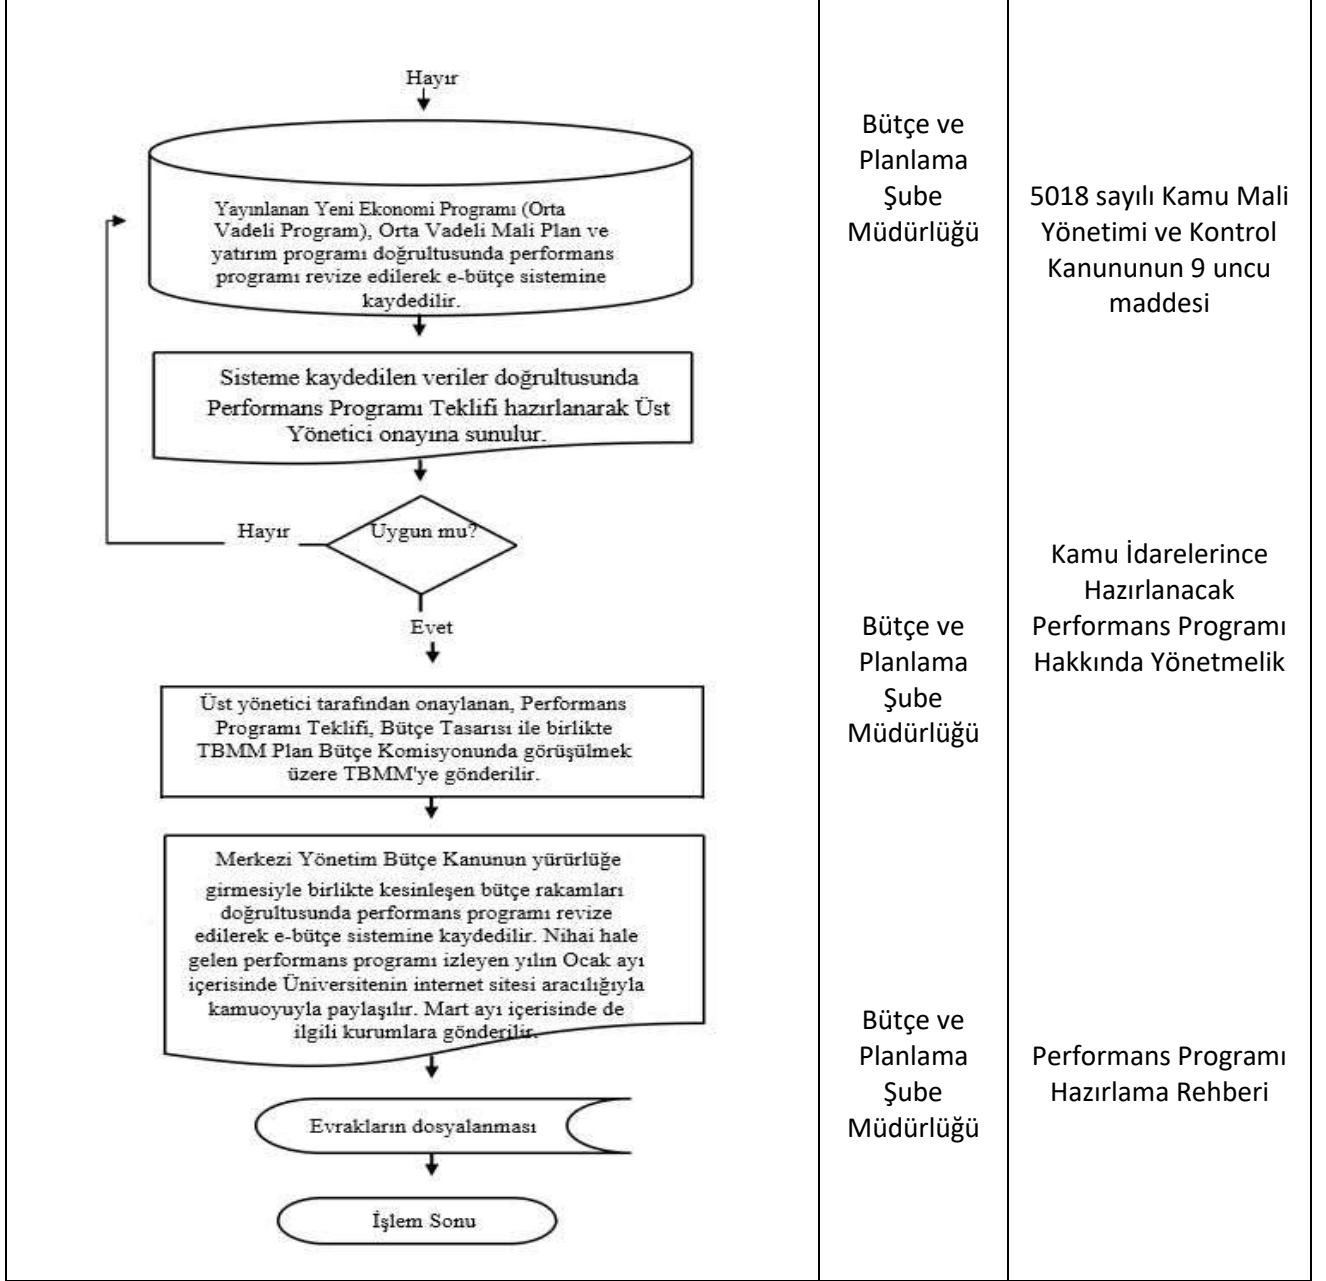 Hayır
Yayınlanan Yeni Ekonomi Programı (Orta
Vadeli Program), Orta Vadeli Mali Plan ve
yatırım programı doğrultusunda performans
programı revize edilerek e-bütçe sistemine
kaydedilir.
Sisteme kaydedilen veriler doğrultusunda
Performans Programı Teklifi hazırlanarak Üst
Yönetici onayına sunulur.
Hayır
Uygun mu?
Evet
Üst yönetici tarafından onaylanan, Performans
Programı Teklifi, Bütçe Tasarısı ile birlikte
TBMM Plan Bütçe Komisyonunda görüşülmek
üzere TBMM'ye gönderilir.
Merkezi Yönetim Bütçe Kanunun yürürlüğe
girmesiyle birlikte kesinleşen bütçe rakamları
doğrultusunda performans programı revize
edilerek e-bütçe sistemine kaydedilir. Nihai hale
gelen performans programı izleyen yılın Ocak ayı
içerisinde Üniversitenin internet sitesi aracılığıyla
kamuoyuyla paylaşılır. Mart ayı içerisinde de
ilgili kurumlara gönderilir.
Evrakların dosyalanması
İşlem Sonu
Bütçe ve
Planlama
Şube
Müdürlüğü
Bütçe ve
Planlama
Şube
Müdürlüğü
Bütçe ve
Planlama
Şube
Müdürlüğü
5018 sayılı Kamu Mali
Yönetimi ve Kontrol
Kanununun 9 uncu
maddesi
Kamu İdarelerince
Hazırlanacak
Performans Programı
Hakkında Yönetmelik
Performans Programı
Hazırlama Rehberi